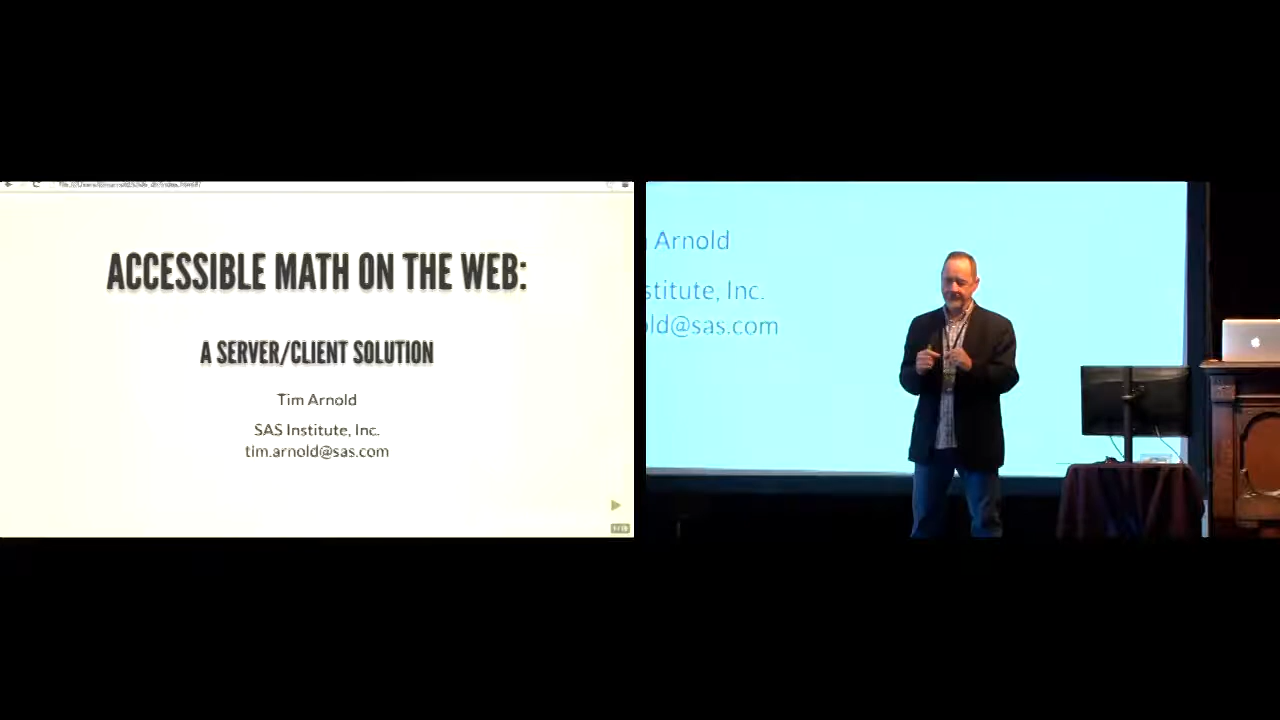 ACCESSIBLE MATH ON THE WEB:
A SERVER/CLIENT SOLUTION
Tim Arnold
SAS Institute, Inc.
tim.arnold@sas.com
Arnold
stitute, Inc.
old@sas.com